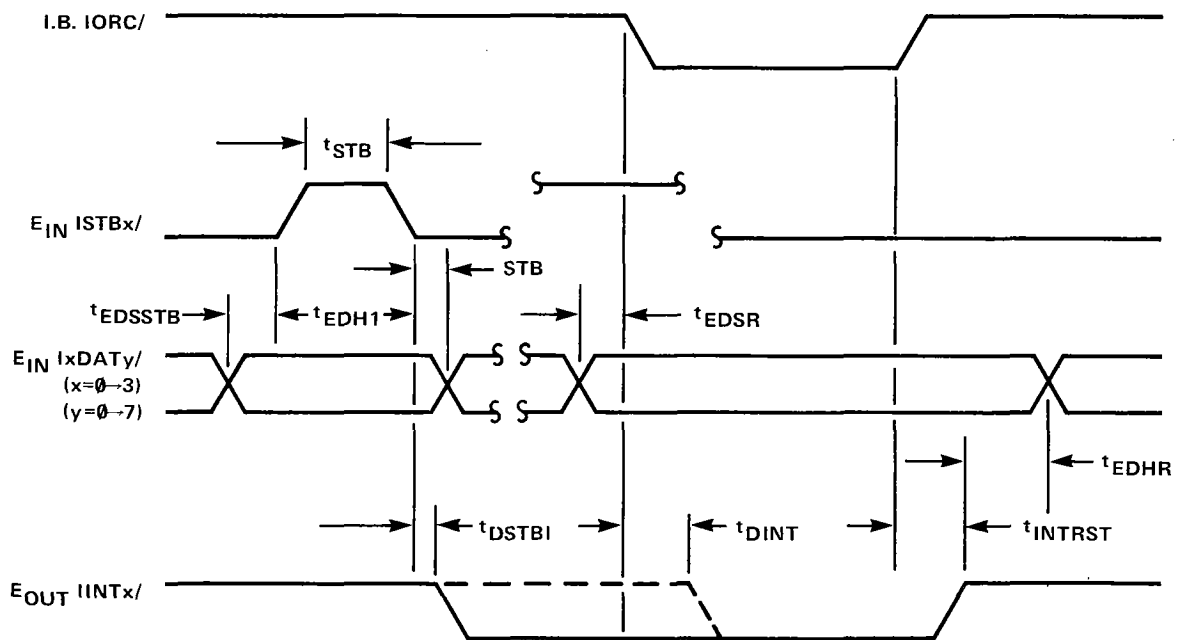 I.B. IORC/
tSTB
EIN ISTBx/
STB
tEDSSTB
tEDH1
tEDSR
EIN IxDATy/
(x=0→3)
(y=0→7)
tEDHR
tDSTBI
tDINT
tINTRST
EOUT IINTx/